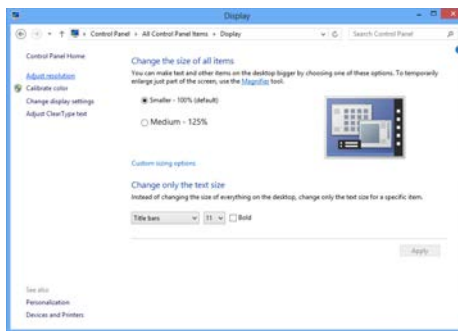 Display
Control Panel ▸ All Control Panel Items ▸ Display
Search Control Panel
Control Panel Home
Adjust resolution
Calibrate color
Change display settings
Adjust ClearType text
Change the size of all items
You can make text and other items on the desktop bigger by choosing one of these options. To temporarily
enlarge just part of the screen, use the Magnifier tool.
Smaller - 100% (default)
Medium - 125%
Custom sizing options
Change only the text size
Instead of changing the size of everything on the desktop, change only the text size for a specific item.
Title bars 11 Bold
Apply
See also
Personalization
Devices and Printers